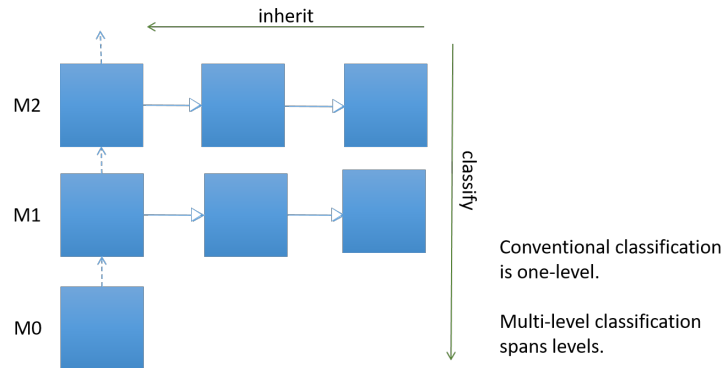 inherit
M2
M1
classify
M0
Conventional classification
is one-level.
Multi-level classification
spans levels.